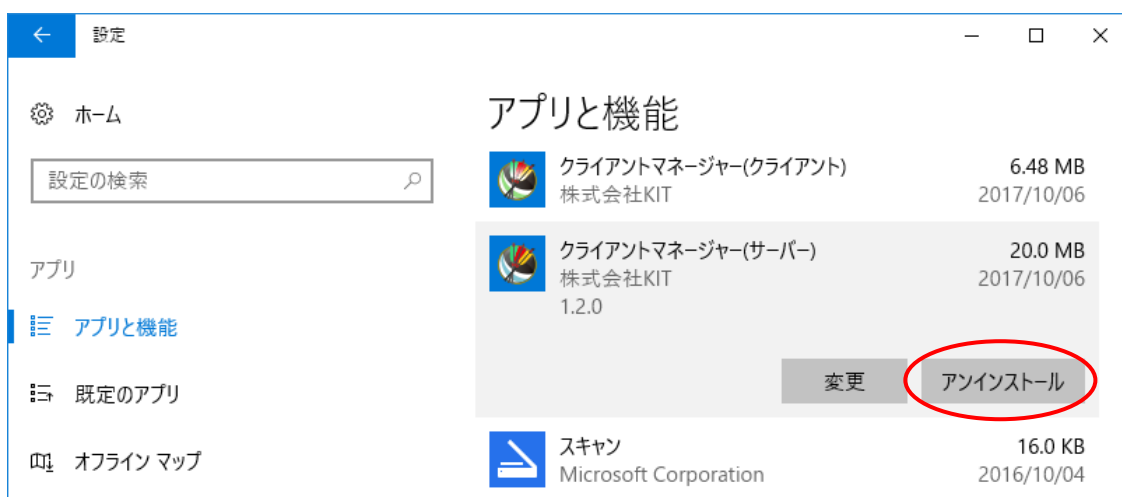 設定
ホーム
設定の検索
アプリ
アプリと機能
既定のアプリ
オフライン マップ
アプリと機能
クライアントマネージャー(クライアント)
6.48 MB
株式会社KIT
2017/10/06
クライアントマネージャー(サーバー)
20.0 MB
株式会社KIT
2017/10/06
1.2.0
変更
アンインストール
スキャン
16.0 KB
Microsoft Corporation
2016/10/04